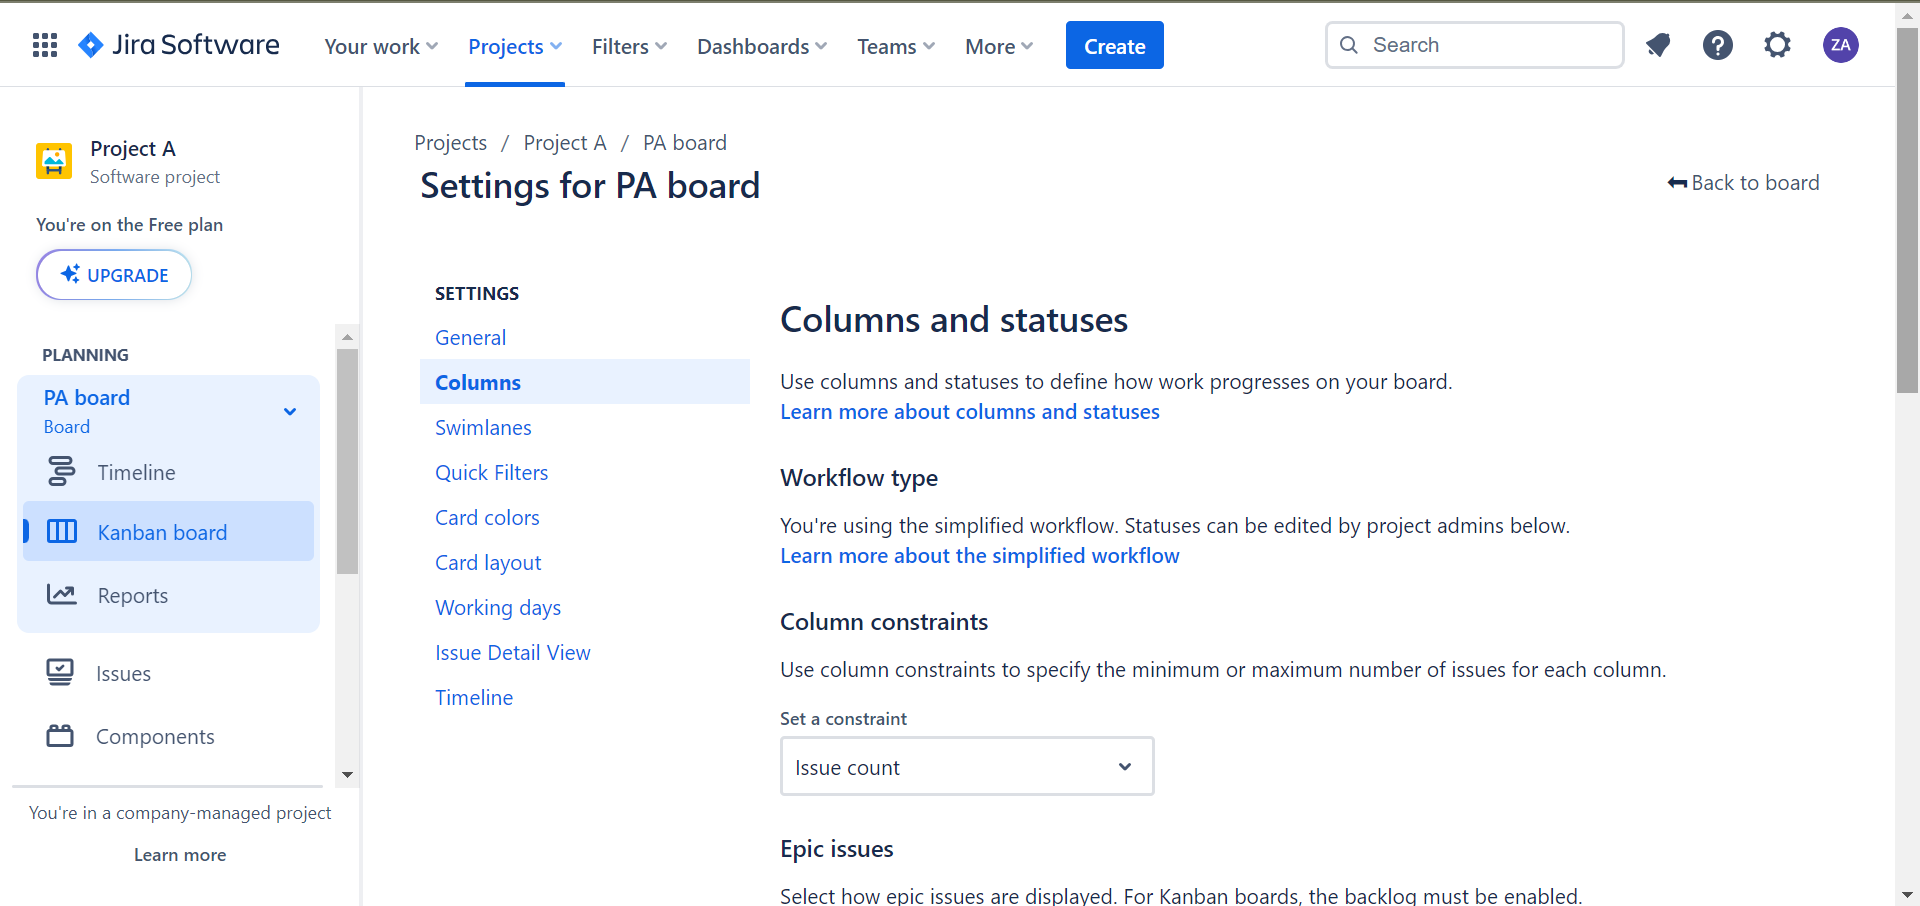 Jira Software
Your work
Projects
Filters
Dashboards
Teams
More
Create
Search
ZA
Project A
Software project
You're on the Free plan
UPGRADE
PLANNING
PA board
Board
Timeline
Kanban board
Reports
Issues
Components
You're in a company-managed project
Learn more
Projects / Project A / PA board
Settings for PA board
Back to board
SETTINGS
General
Columns
Swimlanes
Quick Filters
Card colors
Card layout
Working days
Issue Detail View
Timeline
Columns and statuses
Use columns and statuses to define how work progresses on your board.
Learn more about columns and statuses
Workflow type
You're using the simplified workflow. Statuses can be edited by project admins below.
Learn more about the simplified workflow
Column constraints
Use column constraints to specify the minimum or maximum number of issues for each column.
Set a constraint
Issue count
Epic issues
Select how epic issues are displayed. For Kanban boards, the backlog must be enabled.